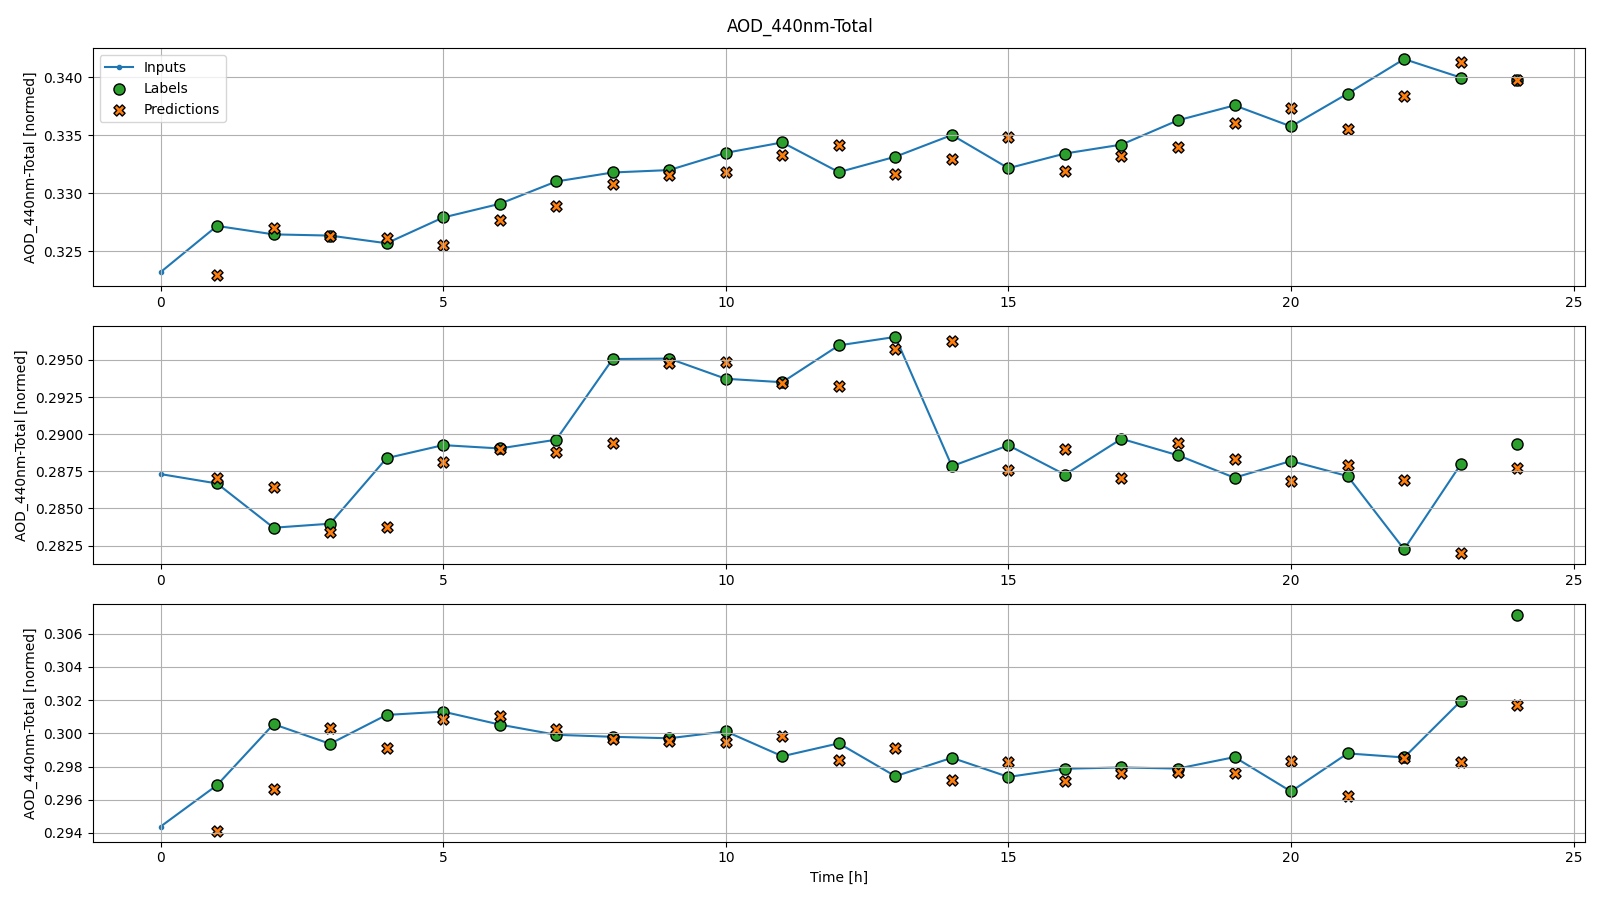 AOD_440nm-Total
AOD_440nm-Total [normed]
0.340
0.335
0.330
0.325
Inputs
Labels
Predictions
0 5 10 15 20 25
AOD_440nm-Total [normed]
0.2950
0.2925
0.2900
0.2875
0.2850
0.2825
0 5 10 15 20 25
AOD_440nm-Total [normed]
0.306
0.304
0.302
0.300
0.298
0.296
0.294
0 5 10 15 20 25
Time [h]